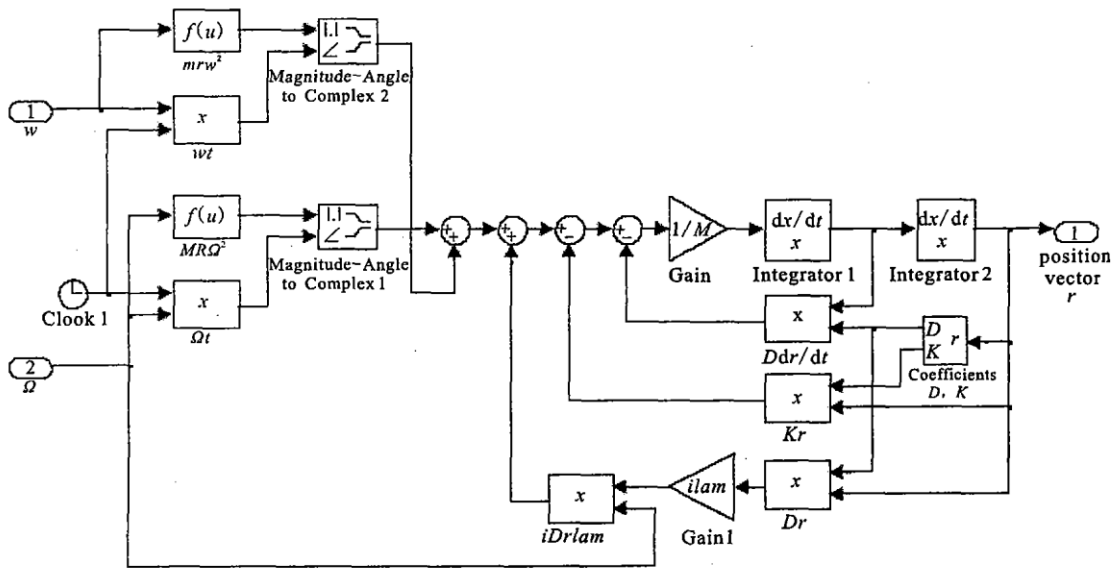 f(u)
mrw²
|.|
∠
Magnitude-Angle
to Complex 2
1
w
x
wt
f(u)
MRΩ²
|.|
∠
Magnitude-Angle
to Complex 1
Clook 1
x
Ωt
2
Ω
+
+
+
+
+
-
+
-
1/M
Gain
dx/dt
x
Integrator 1
dx/dt
x
Integrator 2
1
position
vector
r
x
Ddr/dt
D
K
r
Coefficients
D, K
x
Kr
x
iDrlam
ilam
Gain1
x
Dr